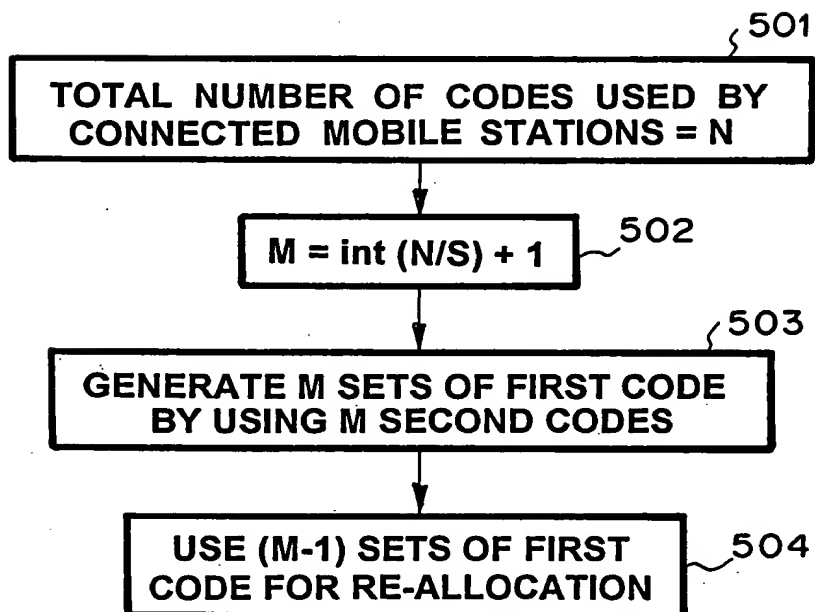 501
TOTAL NUMBER OF CODES USED BY
CONNECTED MOBILE STATIONS = N
502
M = int (N/S) + 1
503
GENERATE M SETS OF FIRST CODE
BY USING M SECOND CODES
504
USE (M-1) SETS OF FIRST
CODE FOR RE-ALLOCATION